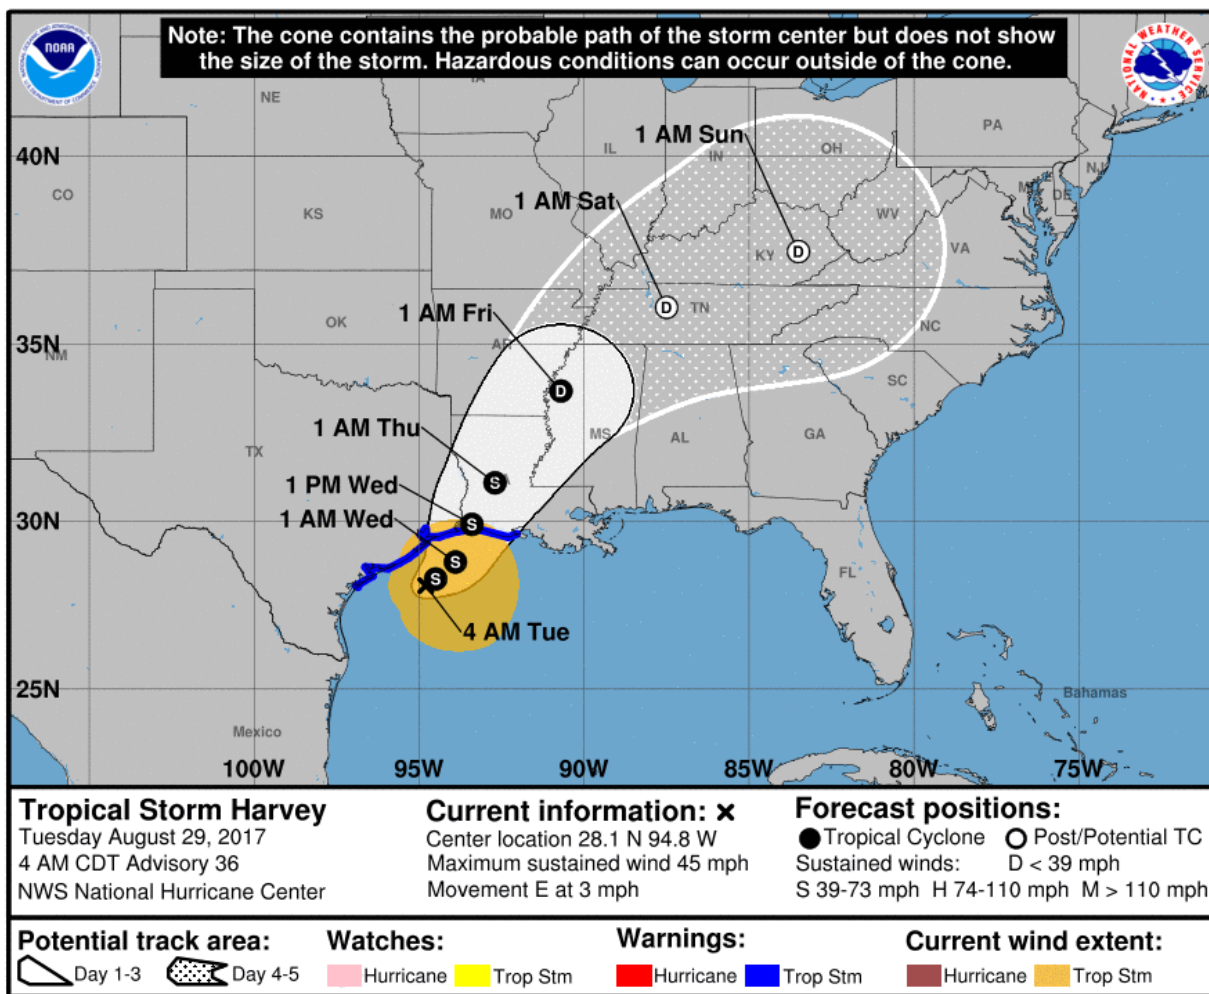 Note: The cone contains the probable path of the storm center but does not show
the size of the storm. Hazardous conditions can occur outside of the cone.
NOAA
NATIONAL WEATHER SERVICE
NE
IA
PA
1 AM Sun
40N
IL
IN
OH
NJ
CO
DE
1 AM Sat
KS
MO
WV
KY
VA
1 AM Fri
OK
TN
NC
35N
NM
AR
SC
1 AM Thu
MS
AL
GA
TX
1 PM Wed
30N
1 AM Wed
FL
4 AM Tue
25N
Bahamas
Mexico
100W 95W 90W 85W 80W 75W
D
D
D
S
S
S
S
Tropical Storm Harvey
Tuesday August 29, 2017
4 AM CDT Advisory 36
NWS National Hurricane Center
Current information: ×
Center location 28.1 N 94.8 W
Maximum sustained wind 45 mph
Movement E at 3 mph
Forecast positions:
Tropical Cyclone Post/Potential TC
Sustained winds: D < 39 mph
S 39-73 mph H 74-110 mph M > 110 mph
Potential track area:
Day 1-3 Day 4-5
Watches:
Hurricane Trop Stm
Warnings:
Hurricane Trop Stm
Current wind extent:
Hurricane Trop Stm